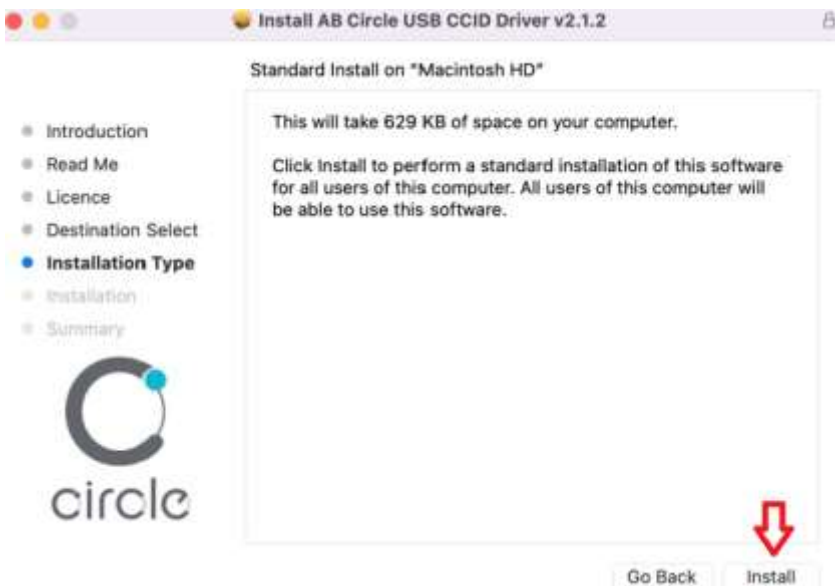 Install AB Circle USB CCID Driver v2.1.2
Standard Install on "Macintosh HD"
Introduction
Read Me
Licence
Destination Select
Installation Type
Installation
Summary
This will take 629 KB of space on your computer.
Click Install to perform a standard installation of this software
for all users of this computer. All users of this computer will
be able to use this software.
circle
Go Back
Install